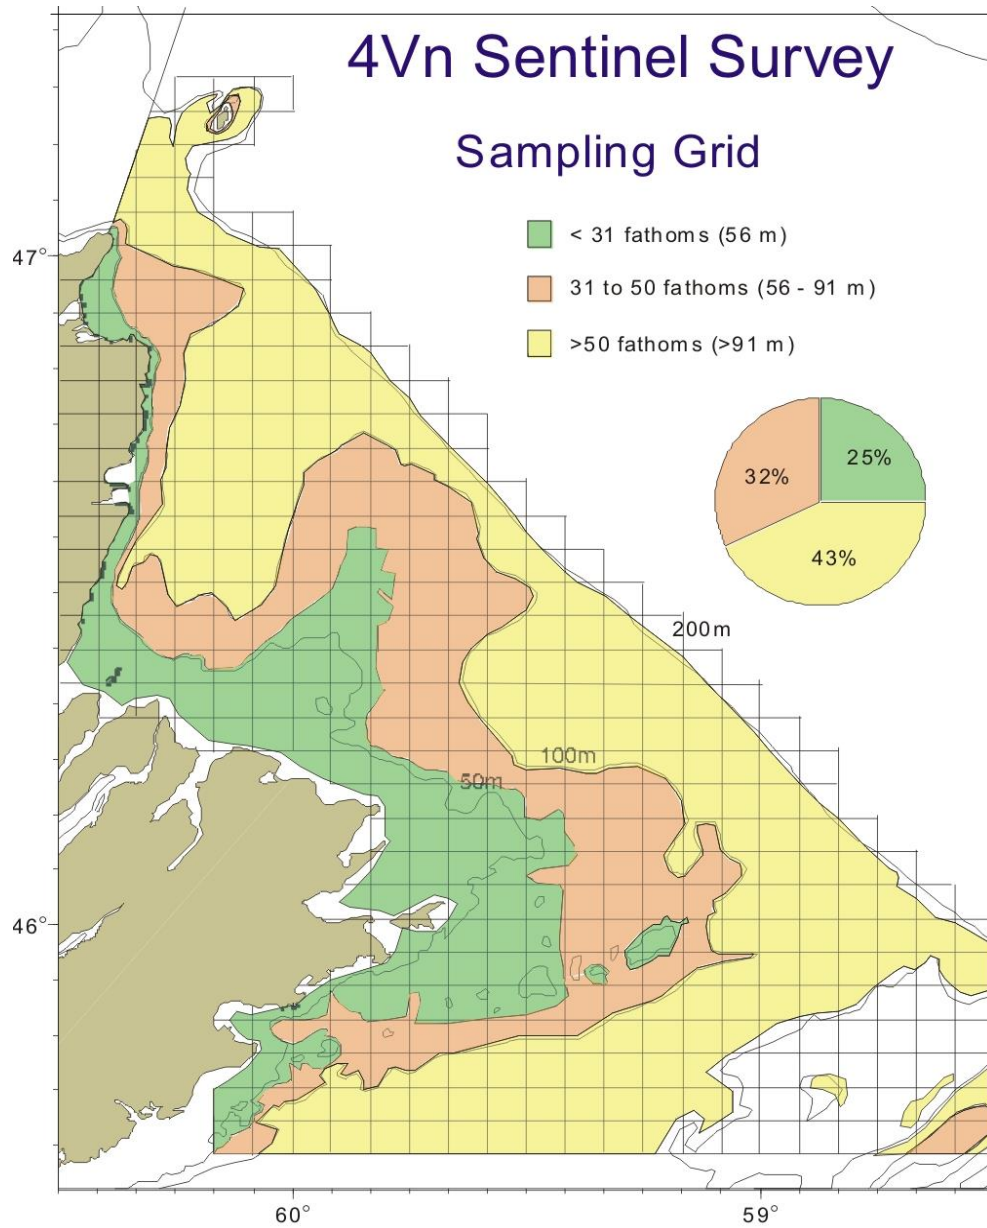 4Vn Sentinel Survey
Sampling Grid
< 31 fathoms (56 m)
31 to 50 fathoms (56 - 91 m)
>50 fathoms (>91 m)
47°
25%
32%
43%
200m
100m
50m
46°
60°
59°